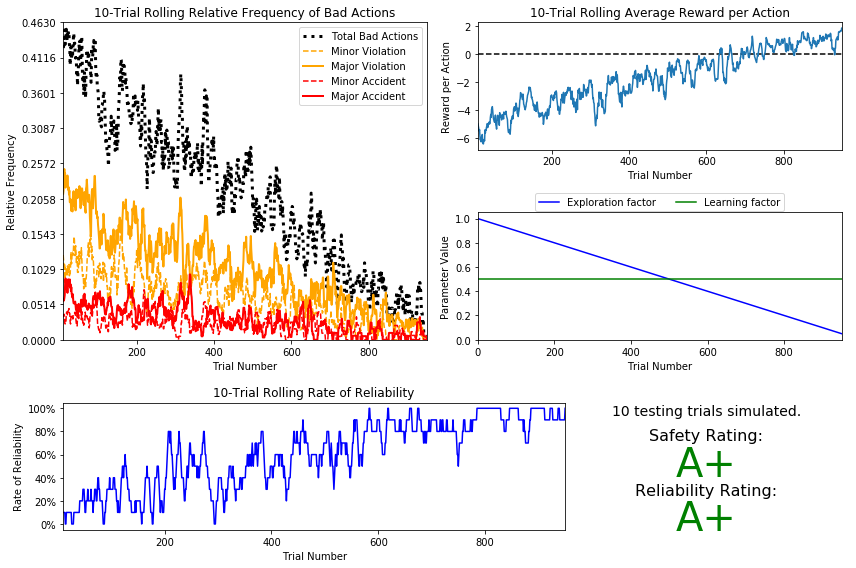 10-Trial Rolling Relative Frequency of Bad Actions
0.4630
0.4116
0.3601
0.3087
0.2572
0.2058
0.1543
0.1029
0.0514
0.0000
Relative Frequency
200
400
600
800
Trial Number
Total Bad Actions
Minor Violation
Major Violation
Minor Accident
Major Accident
10-Trial Rolling Average Reward per Action
2
0
−2
−4
−6
Reward per Action
200
400
600
800
Trial Number
Exploration factor
Learning factor
1.0
0.8
0.6
0.4
0.2
0.0
Parameter Value
0
200
400
600
800
Trial Number
10-Trial Rolling Rate of Reliability
100%
80%
60%
40%
20%
0%
Rate of Reliability
200
400
600
800
Trial Number
10 testing trials simulated.
Safety Rating:
A+
Reliability Rating:
A+